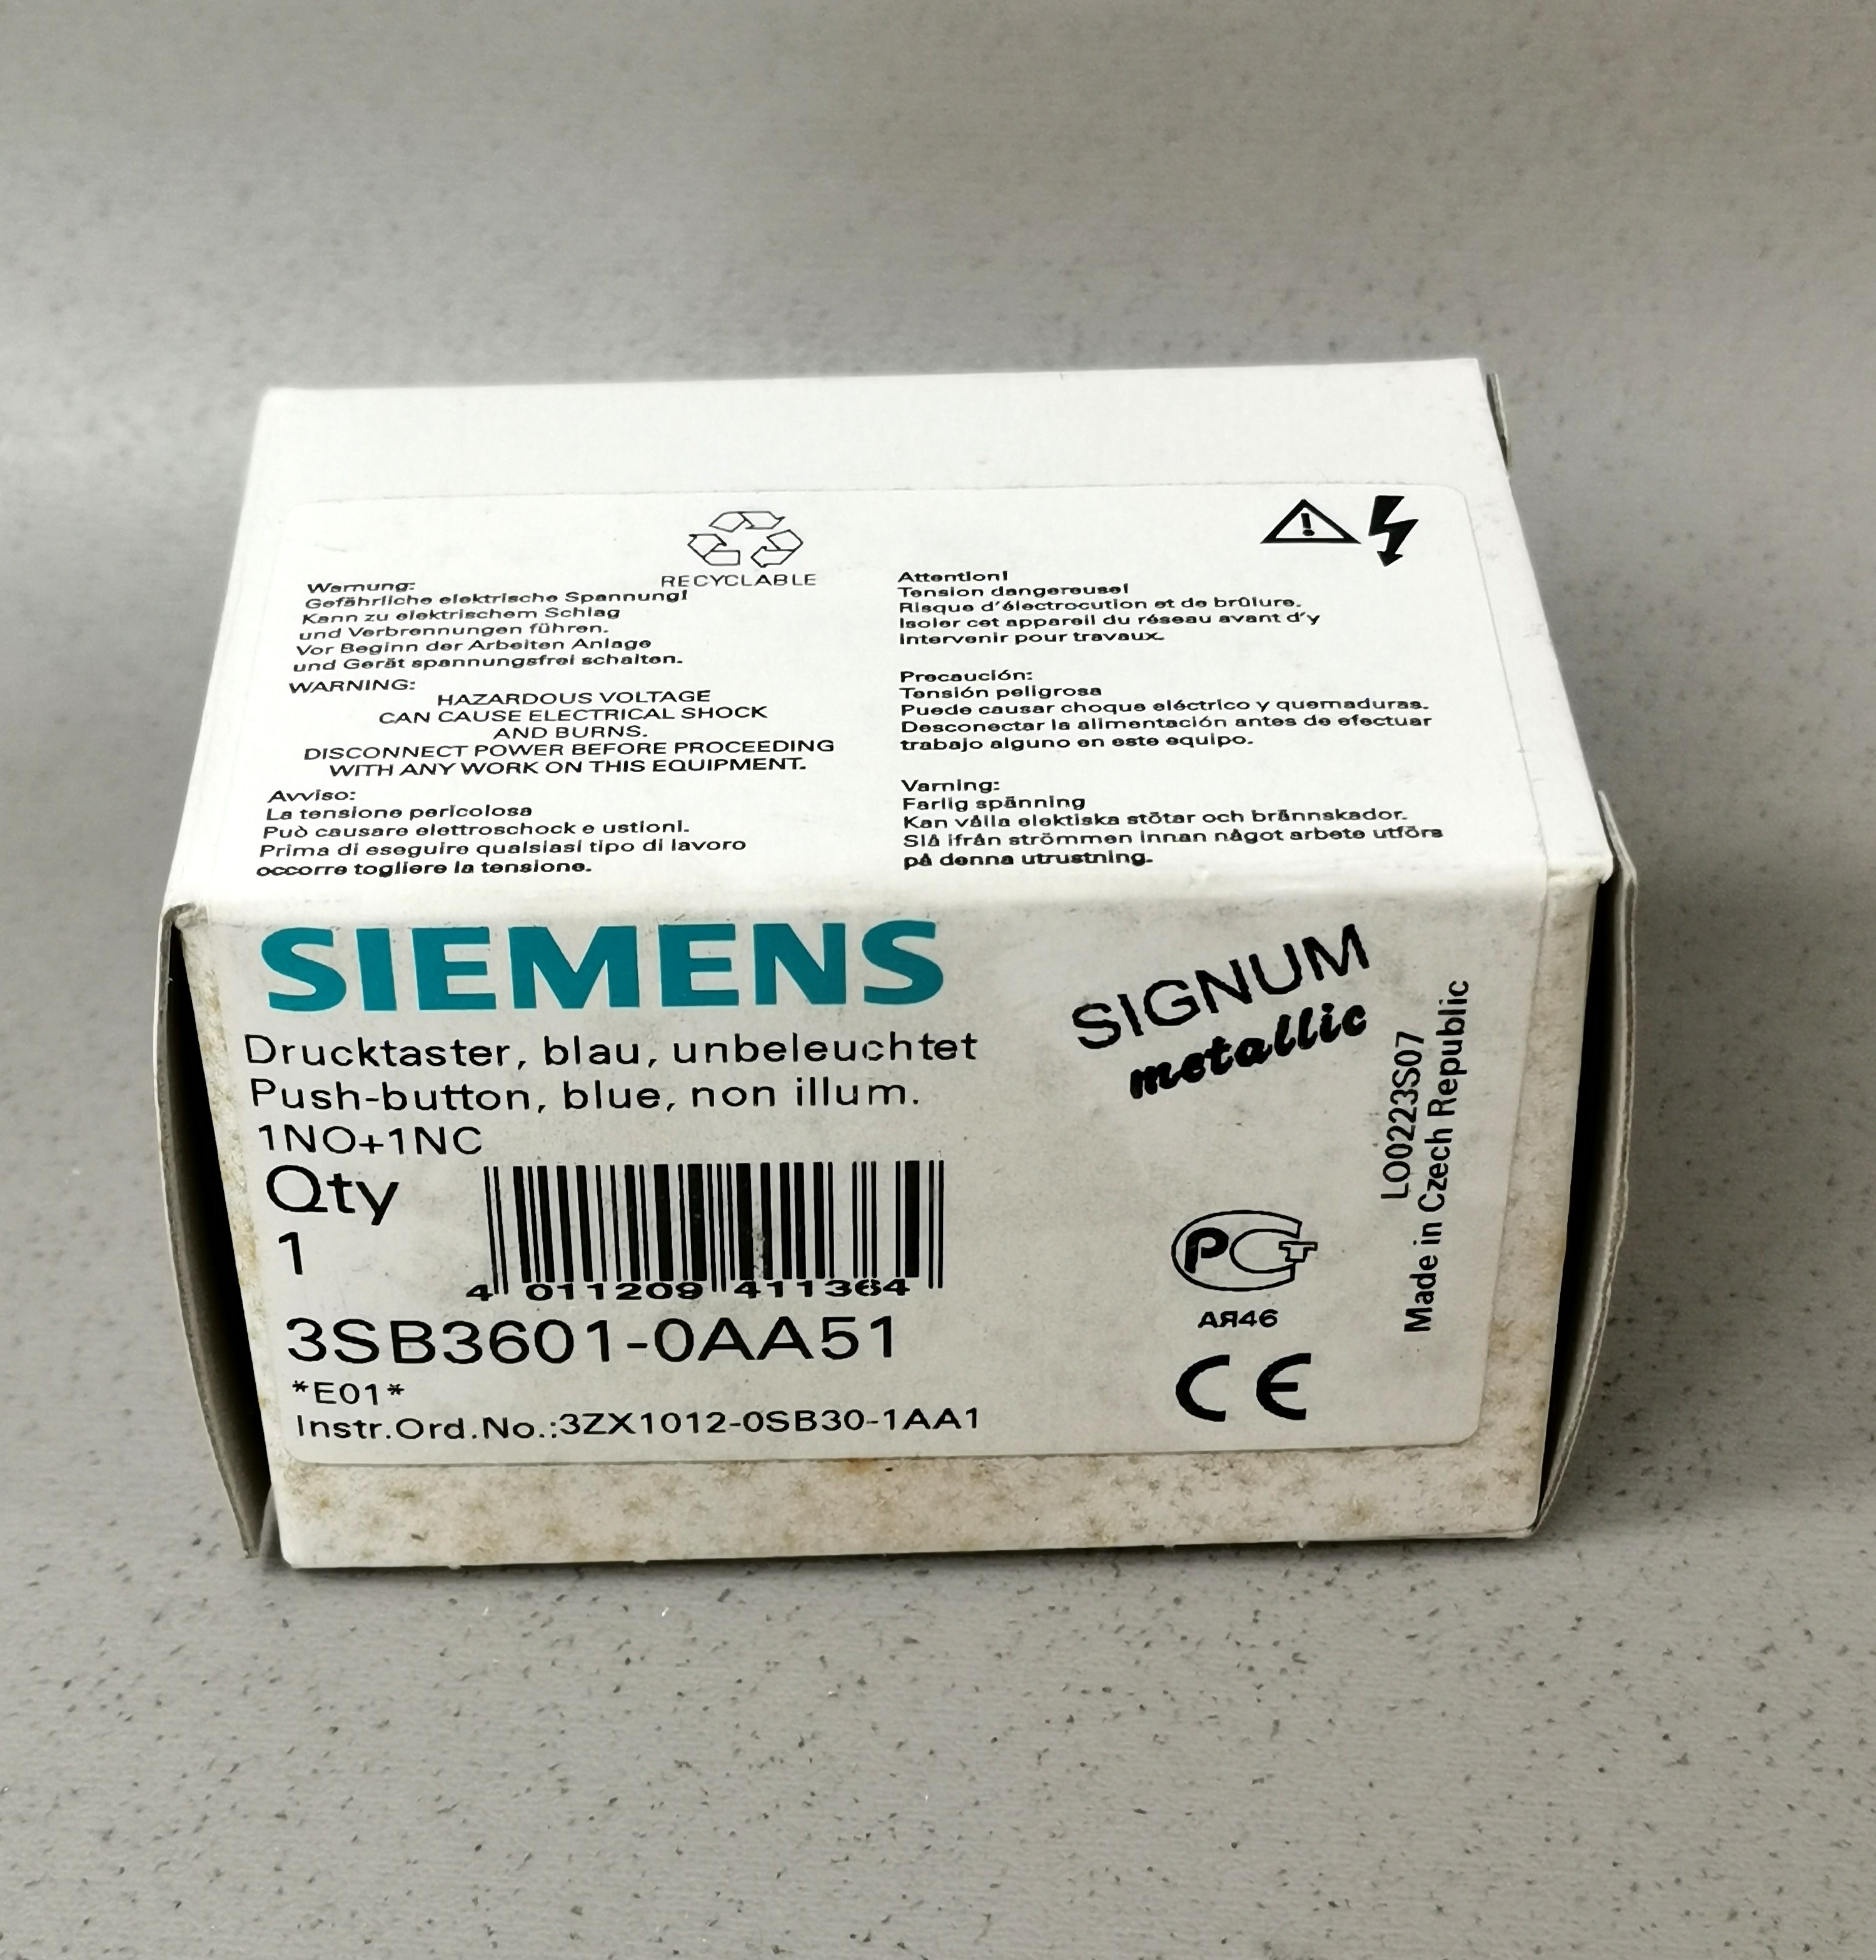 RECYCLABLE
Warnung:
Gefährliche elektrische Spannung!
Kann zu elektrischem Schlag
und Verbrennungen führen.
Vor Beginn der Arbeiten Anlage
und Gerät spannungsfrei schalten.
WARNING:
HAZARDOUS VOLTAGE
CAN CAUSE ELECTRICAL SHOCK
AND BURNS.
DISCONNECT POWER BEFORE PROCEEDING
WITH ANY WORK ON THIS EQUIPMENT.
Avviso:
La tensione pericolosa
Può causare elettroschock e ustioni.
Prima di eseguire qualsiasi tipo di lavoro
occorre togliere la tensione.
Attention!
Tension dangereuse!
Risque d'électrocution et de brûlure.
Isoler cet appareil du réseau avant d'y
intervenir pour travaux.
Precaución:
Tensión peligrosa
Puede causar choque eléctrico y quemaduras.
Desconectar la alimentación antes de efectuar
trabajo alguno en este equipo.
Varning:
Farlig spänning
Kan vålla elektiska stötar och brännskador.
Slå ifrån strömmen innan något arbete utförs
på denna utrustning.
SIEMENS
Drucktaster, blau, unbeleuchtet
Push-button, blue, non illum.
1NO+1NC
Qty
1
4 011209 411364
3SB3601-0AA51
*E01*
Instr.Ord.No.:3ZX1012-0SB30-1AA1
SIGNUM
metallic
РСТ
АЯ46
CE
LO0223S07
Made in Czech Republic